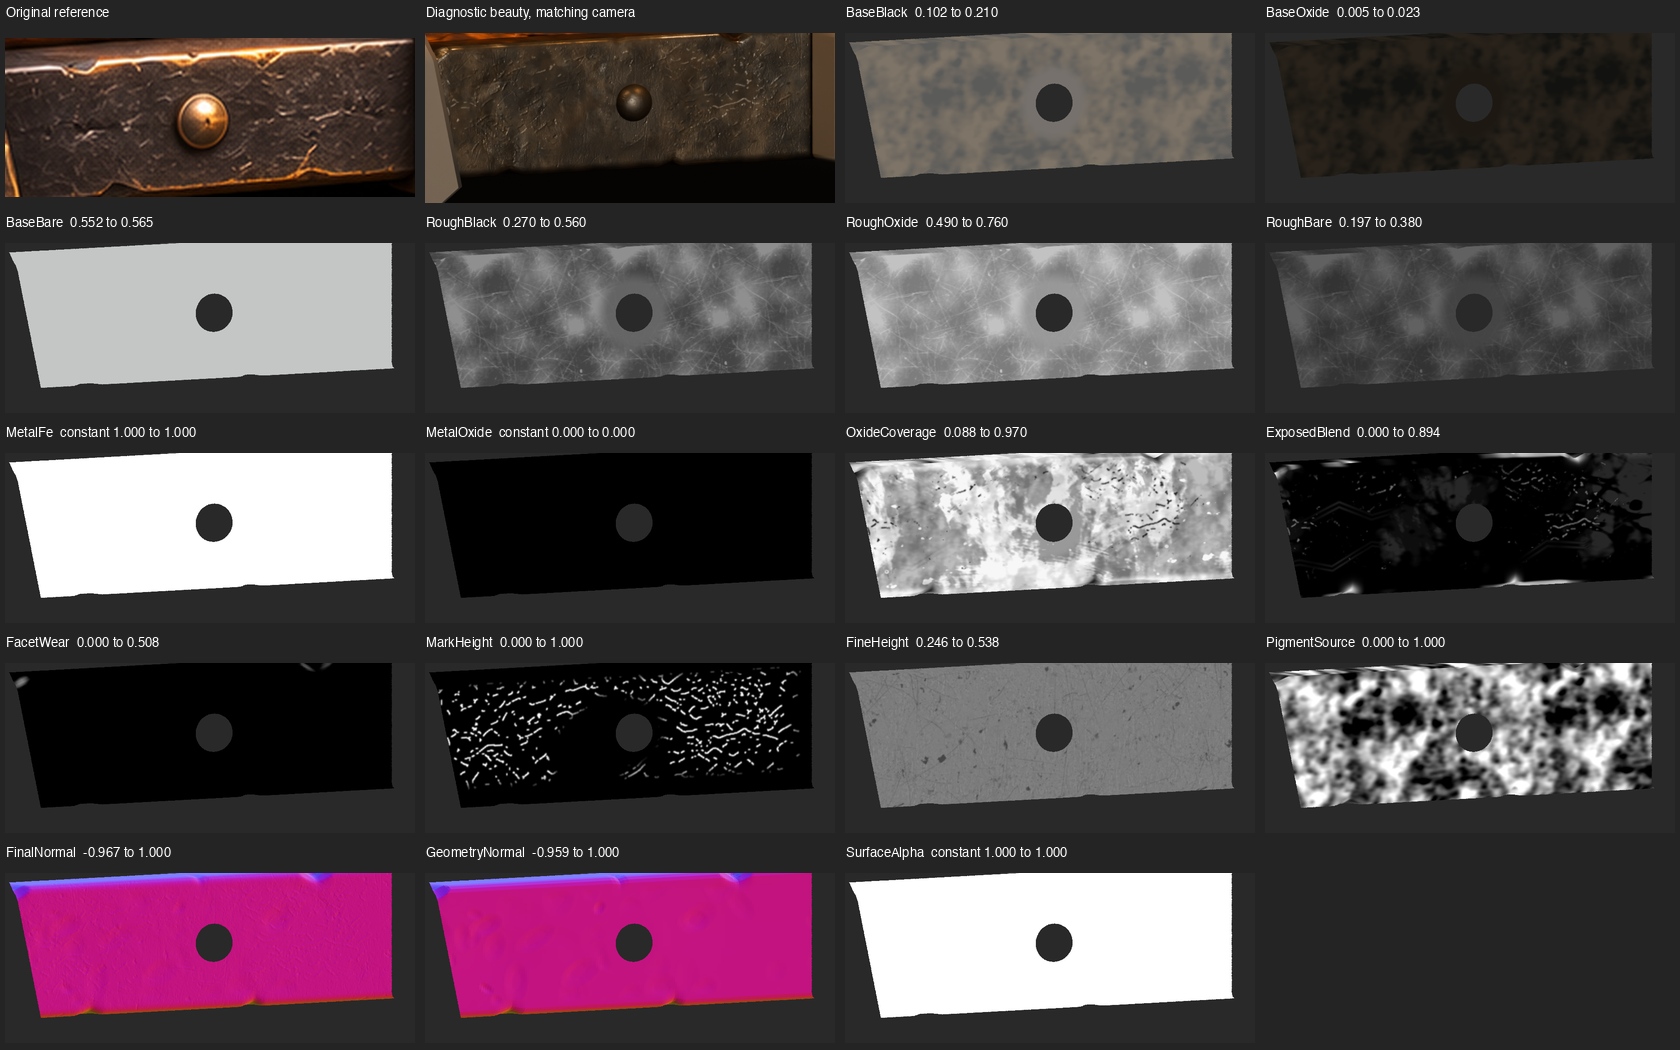 Original reference
Diagnostic beauty, matching camera
BaseBlack 0.102 to 0.210
BaseOxide 0.005 to 0.023
BaseBare 0.552 to 0.565
RoughBlack 0.270 to 0.560
RoughOxide 0.490 to 0.760
RoughBare 0.197 to 0.380
MetalFe constant 1.000 to 1.000
MetalOxide constant 0.000 to 0.000
OxideCoverage 0.088 to 0.970
ExposedBlend 0.000 to 0.894
FacetWear 0.000 to 0.508
MarkHeight 0.000 to 1.000
FineHeight 0.246 to 0.538
PigmentSource 0.000 to 1.000
FinalNormal -0.967 to 1.000
GeometryNormal -0.959 to 1.000
SurfaceAlpha constant 1.000 to 1.000